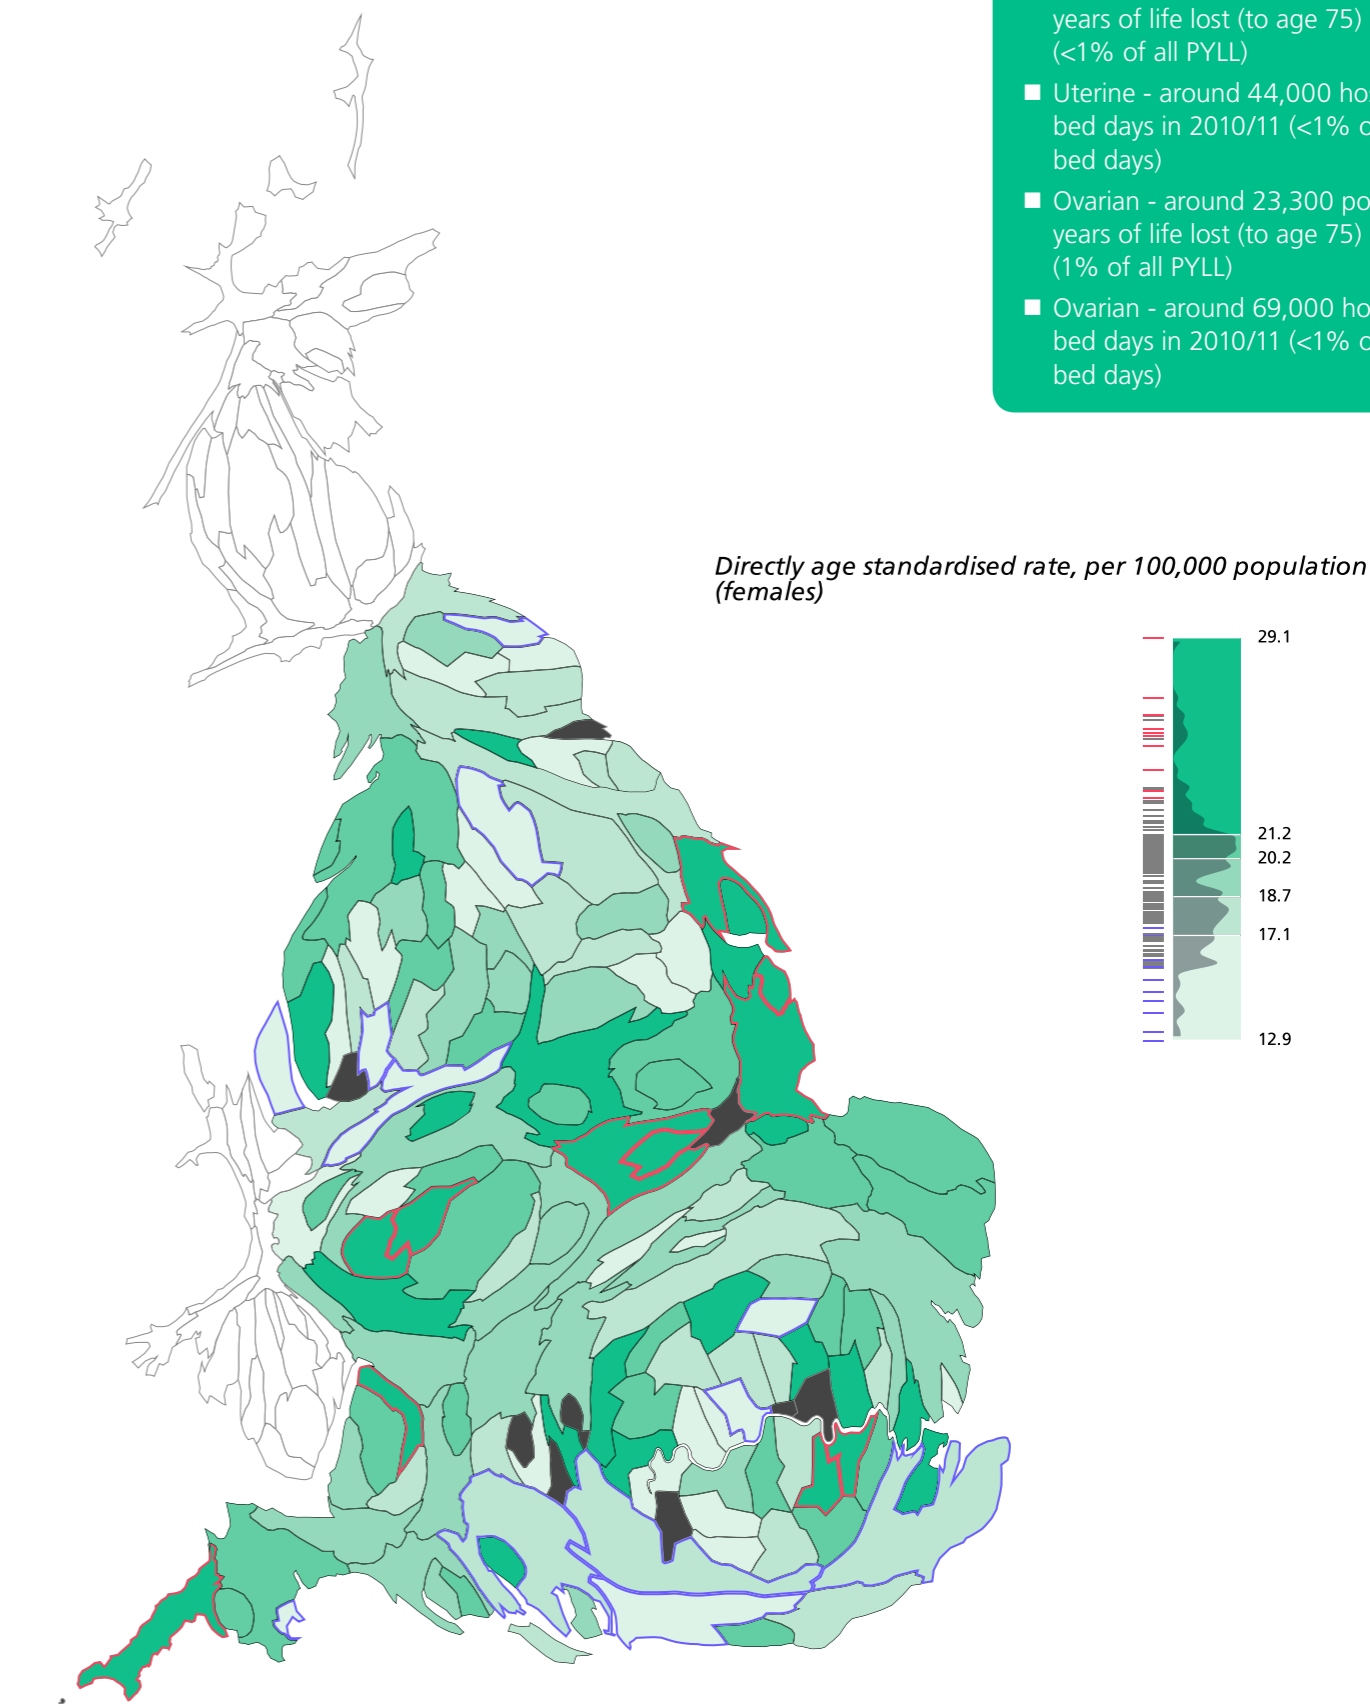 years of life lost (to age 75)
(<1% of all PYLL)
■ Uterine - around 44,000
bed days in 2010/11 (<1%
bed days)
■ Ovarian - around 23,300
years of life lost (to age 75)
(1% of all PYLL)
■ Ovarian - around 69,000
bed days in 2010/11 (<1%
bed days)
Directly age standardised rate, per 100,000 population
(females)
29.1
21.2
20.2
18.7
17.1
12.9